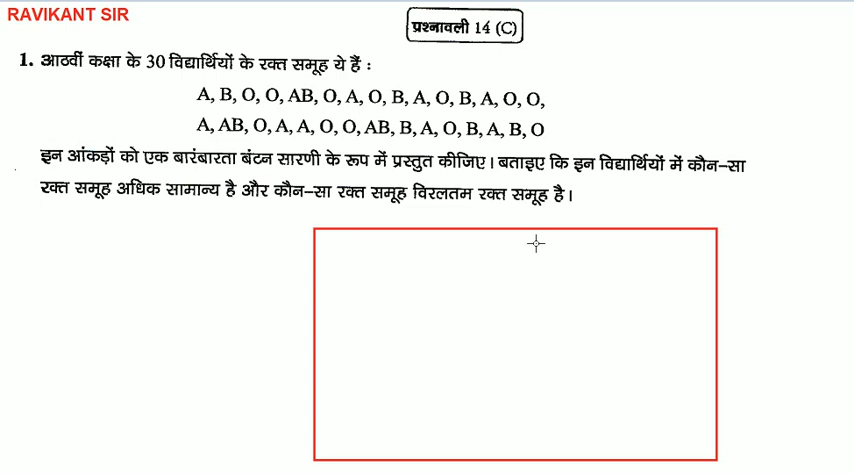 RAVIKANT SIR
प्रश्नावली 14 (C)
1. आठवीं कक्षा के 30 विद्यार्थियों के रक्त समूह ये हैं :
A, B, O, O, AB, O, A, O, B, A, O, B, A, O, O,
A, AB, O, A, A, O, O, AB, B, A, O, B, A, B, O
इन आंकड़ों को एक बारंबारता बंटन सारणी के रूप में प्रस्तुत कीजिए। बताइए कि इन विद्यार्थियों में कौन-सा
रक्त समूह अधिक सामान्य है और कौन-सा रक्त समूह विरलतम रक्त समूह है।